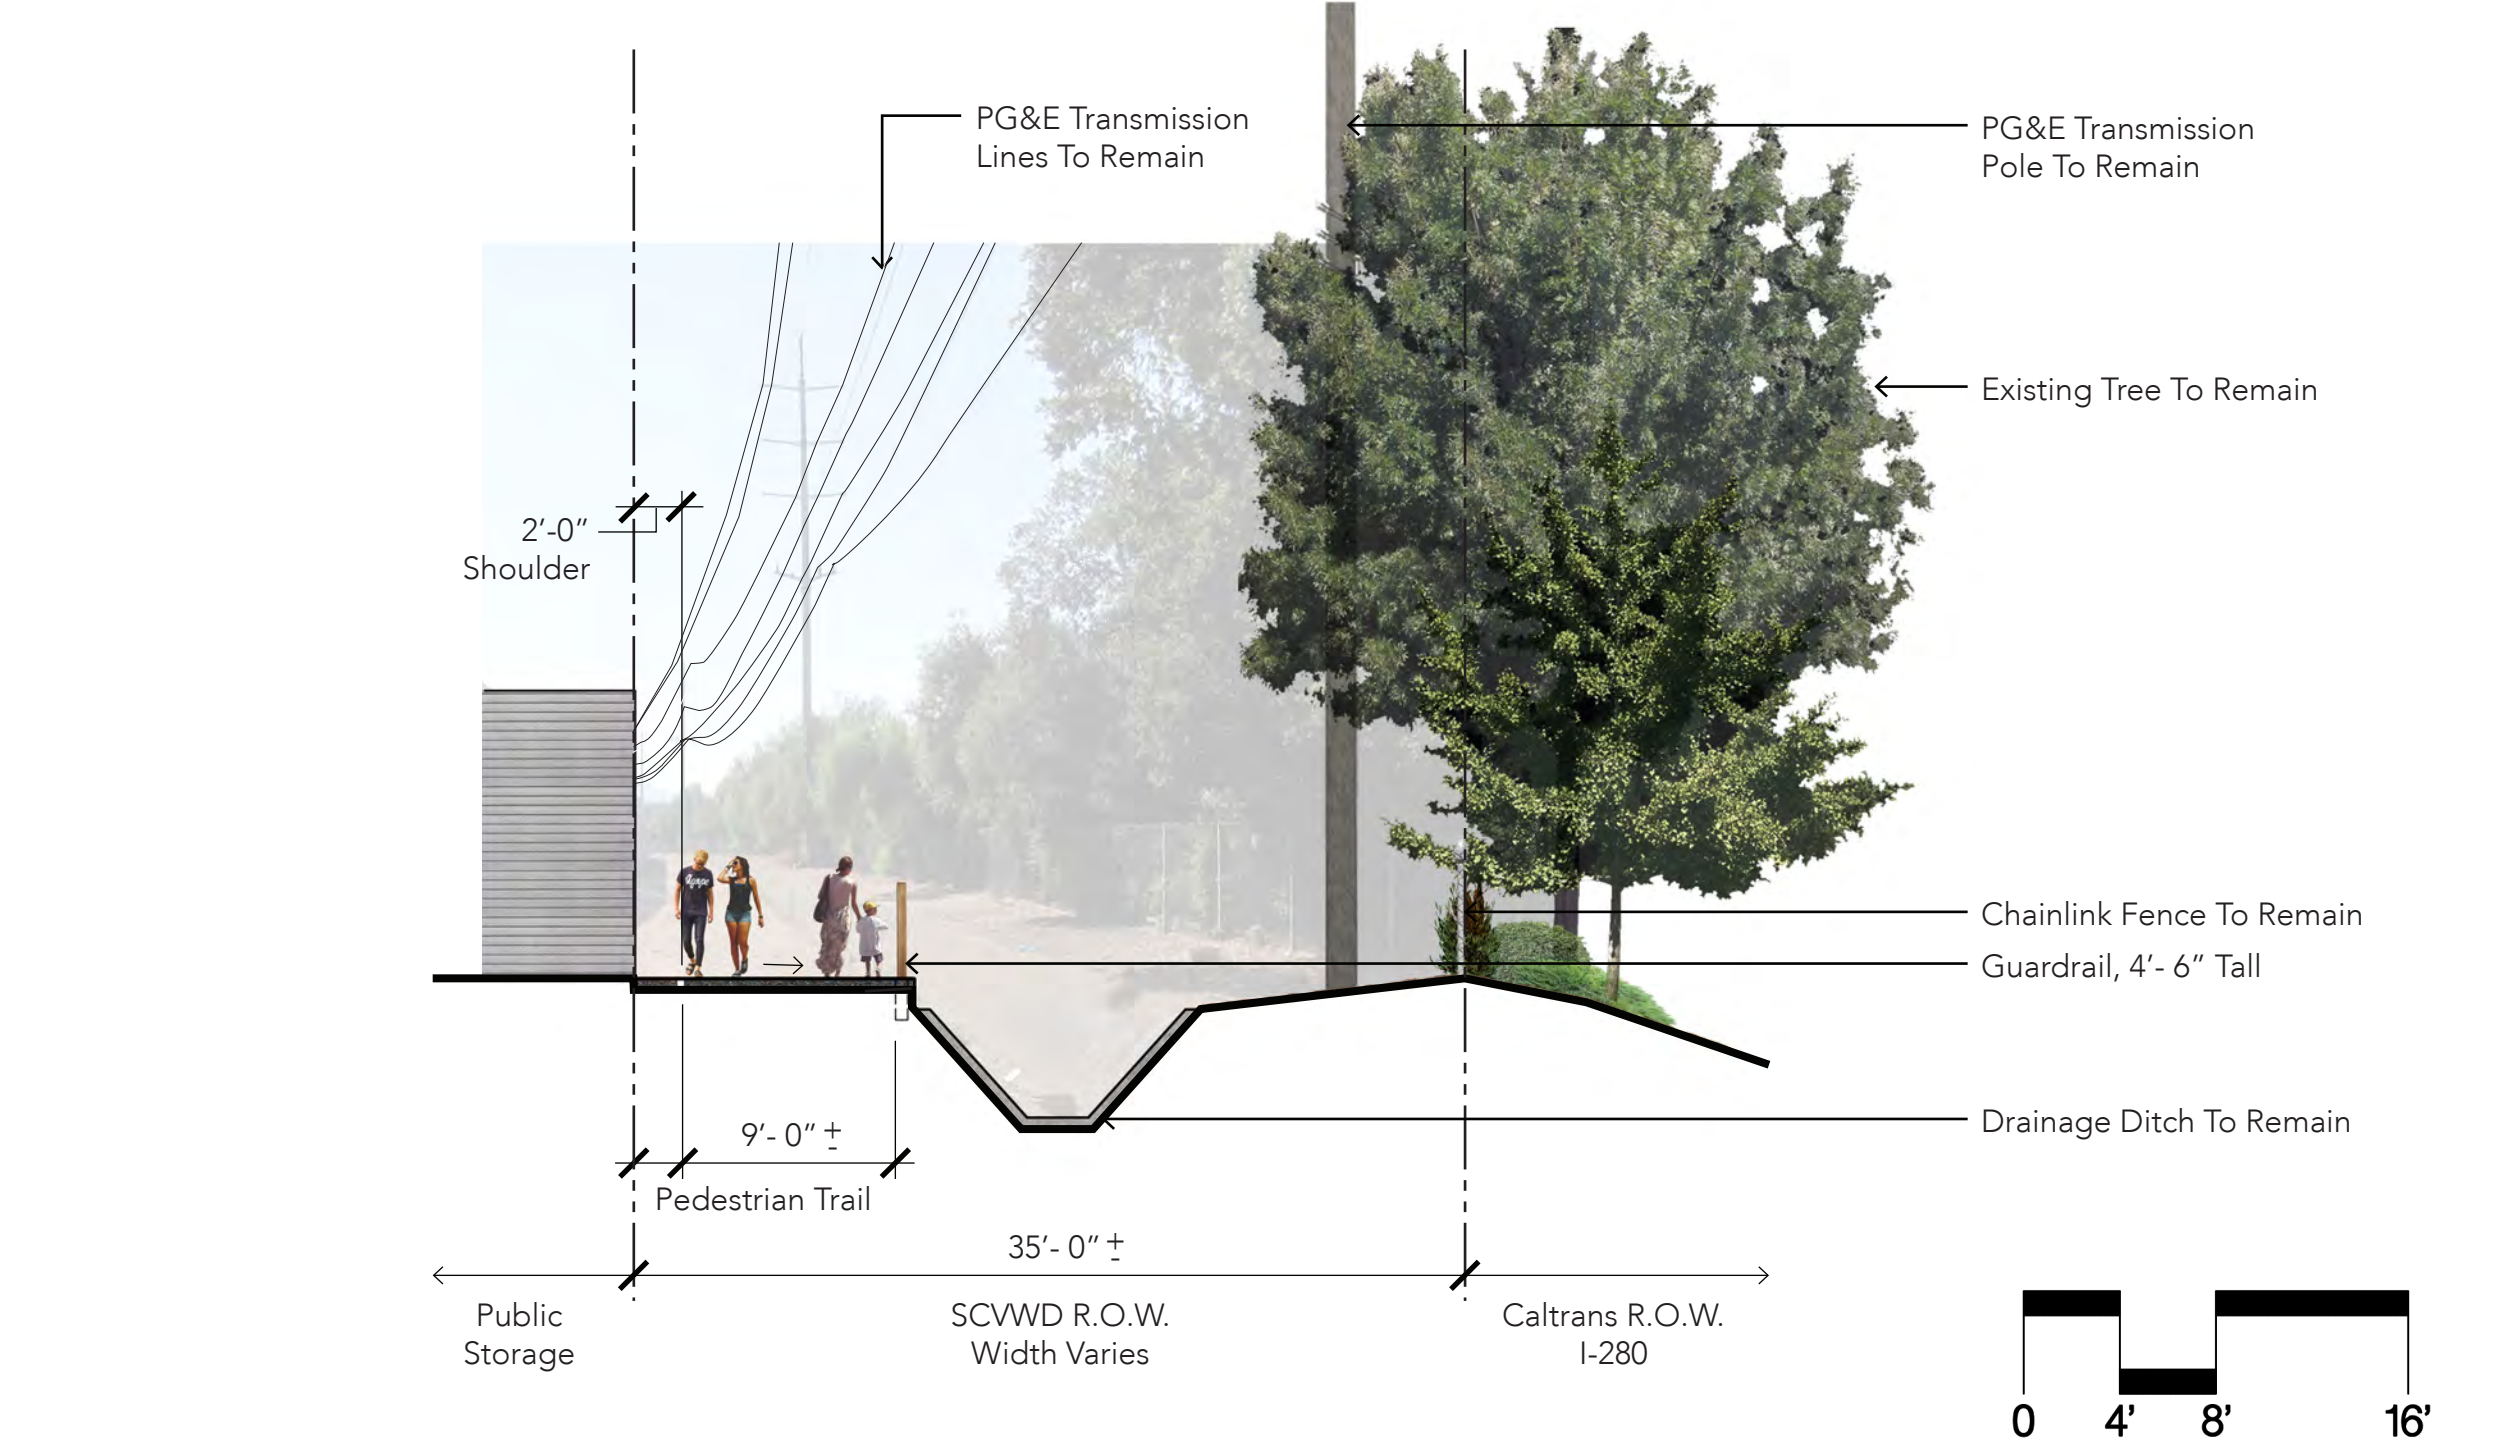 PG&E Transmission
Lines To Remain
PG&E Transmission
Pole To Remain
Existing Tree To Remain
2’-0”
Shoulder
Agape
Chainlink Fence To Remain
Guardrail, 4’- 6” Tall
Drainage Ditch To Remain
9’- 0” ±
Pedestrian Trail
35’- 0” ±
Public
Storage
SCVWD R.O.W.
Width Varies
Caltrans R.O.W.
I-280
0 4’ 8’ 16’